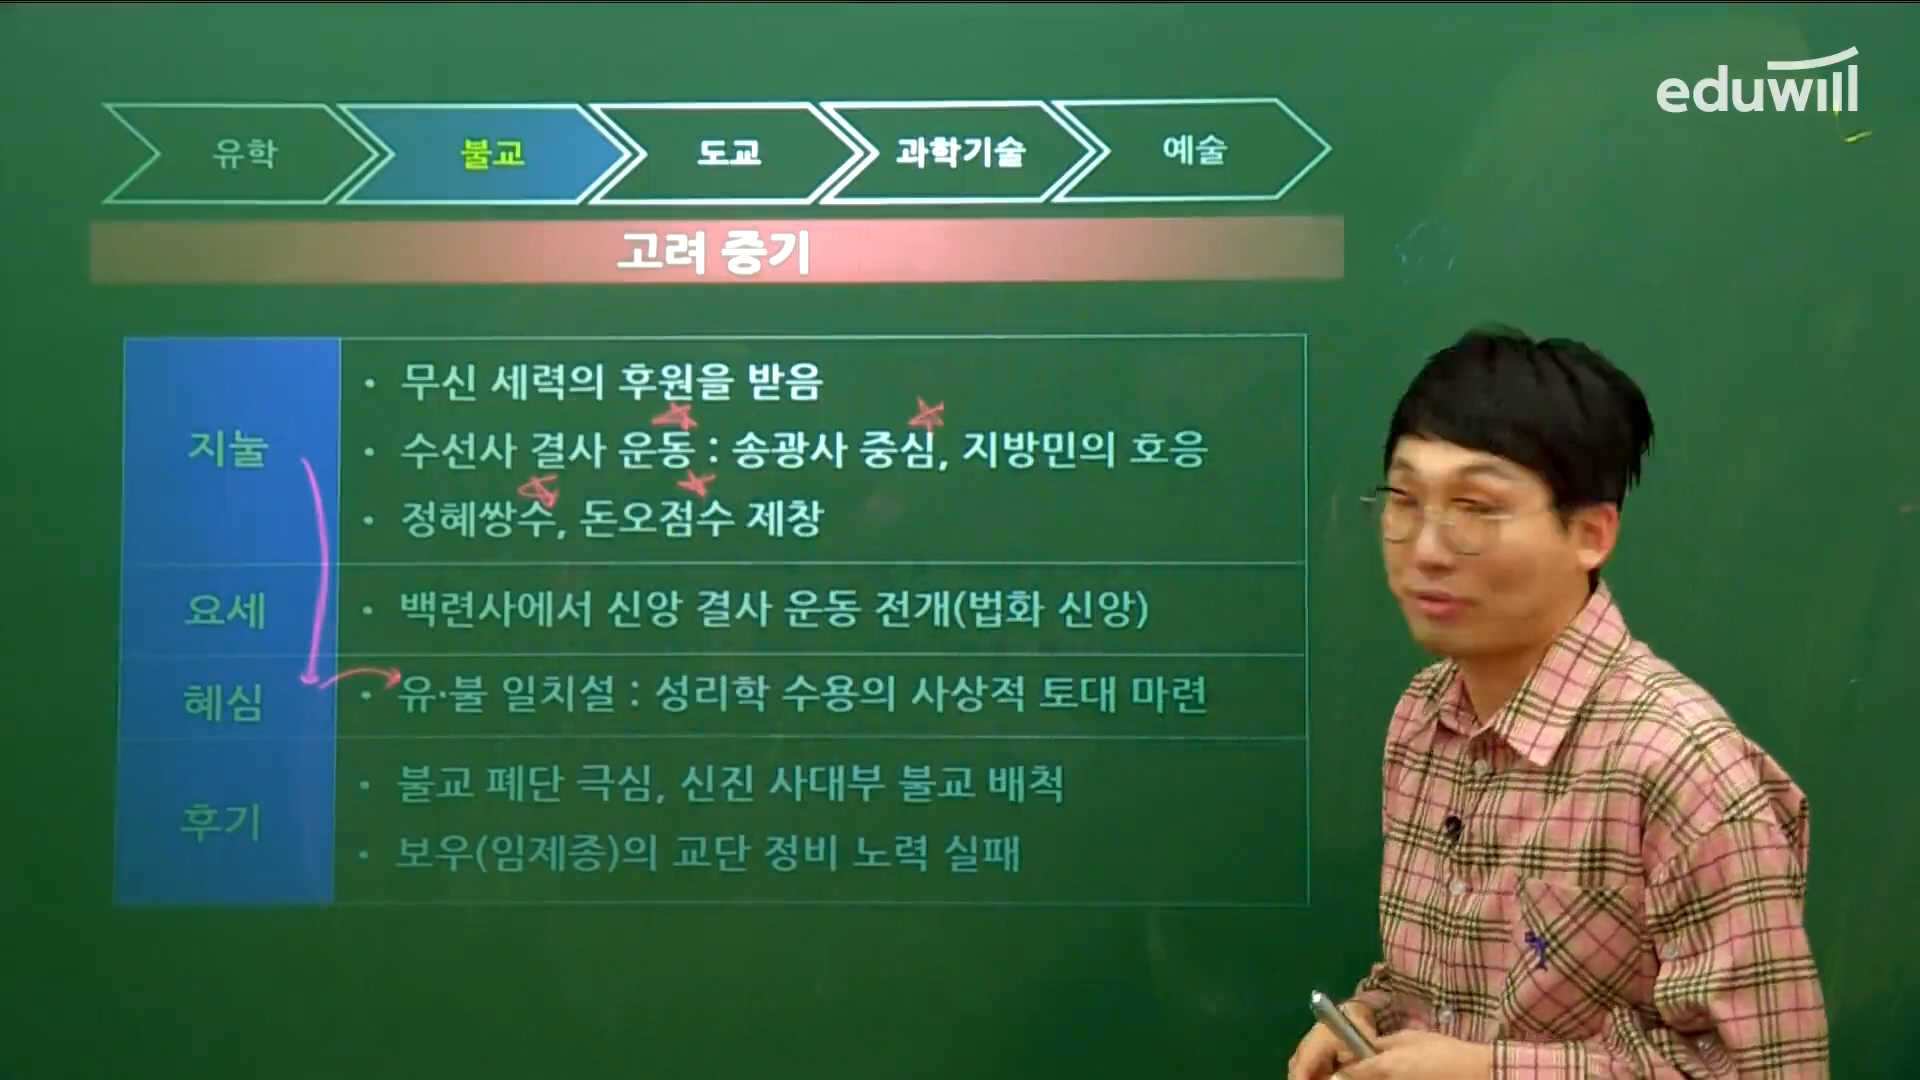 eduwill
유학 불교 도교 과학기술 예술
고려 중기
지눌
• 무신 세력의 후원을 받음
• 수선사 결사 운동 : 송광사 중심, 지방민의 호응
• 정혜쌍수, 돈오점수 제창
요세
• 백련사에서 신앙 결사 운동 전개(법화 신앙)
혜심
• 유·불 일치설 : 성리학 수용의 사상적 토대 마련
후기
• 불교 폐단 극심, 신진 사대부 불교 배척
• 보우(임제종)의 교단 정비 노력 실패